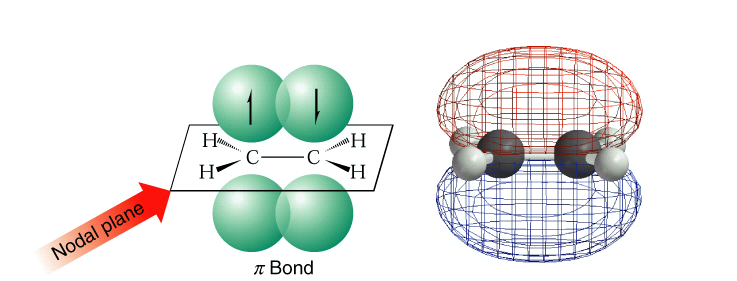 H H
C C
H H
Nodal plane
π Bond